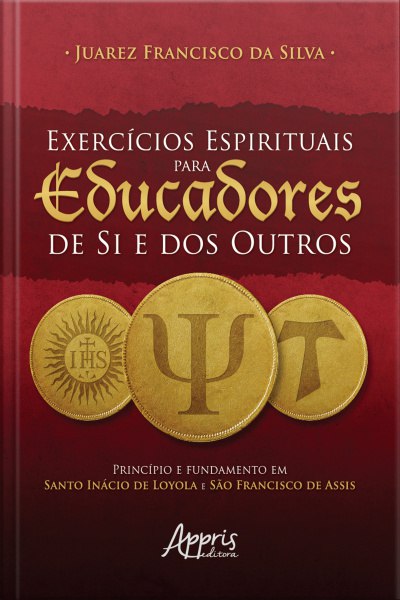 • Juarez Francisco da Silva •
Exercícios Espirituais
para
Educadores
de Si e dos Outros
IHS
Ψ
Princípio e fundamento em
Santo Inácio de Loyola e São Francisco de Assis
Appris
editora